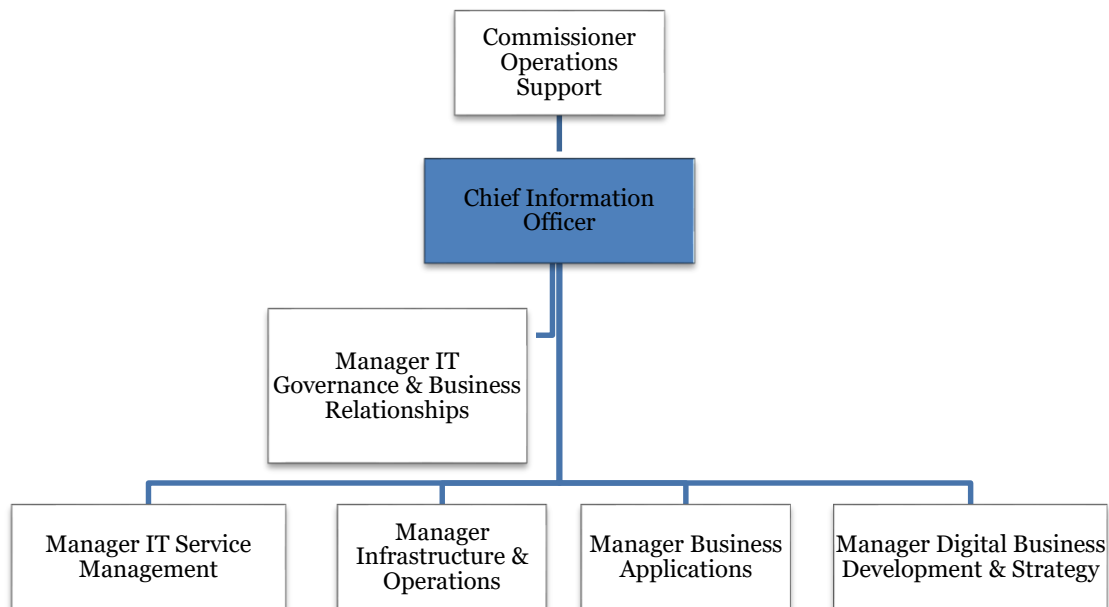 Commissioner
Operations
Support
Chief Information
Officer
Manager IT
Governance & Business
Relationships
Manager IT Service
Management
Manager
Infrastructure &
Operations
Manager Business
Applications
Manager Digital Business
Development & Strategy